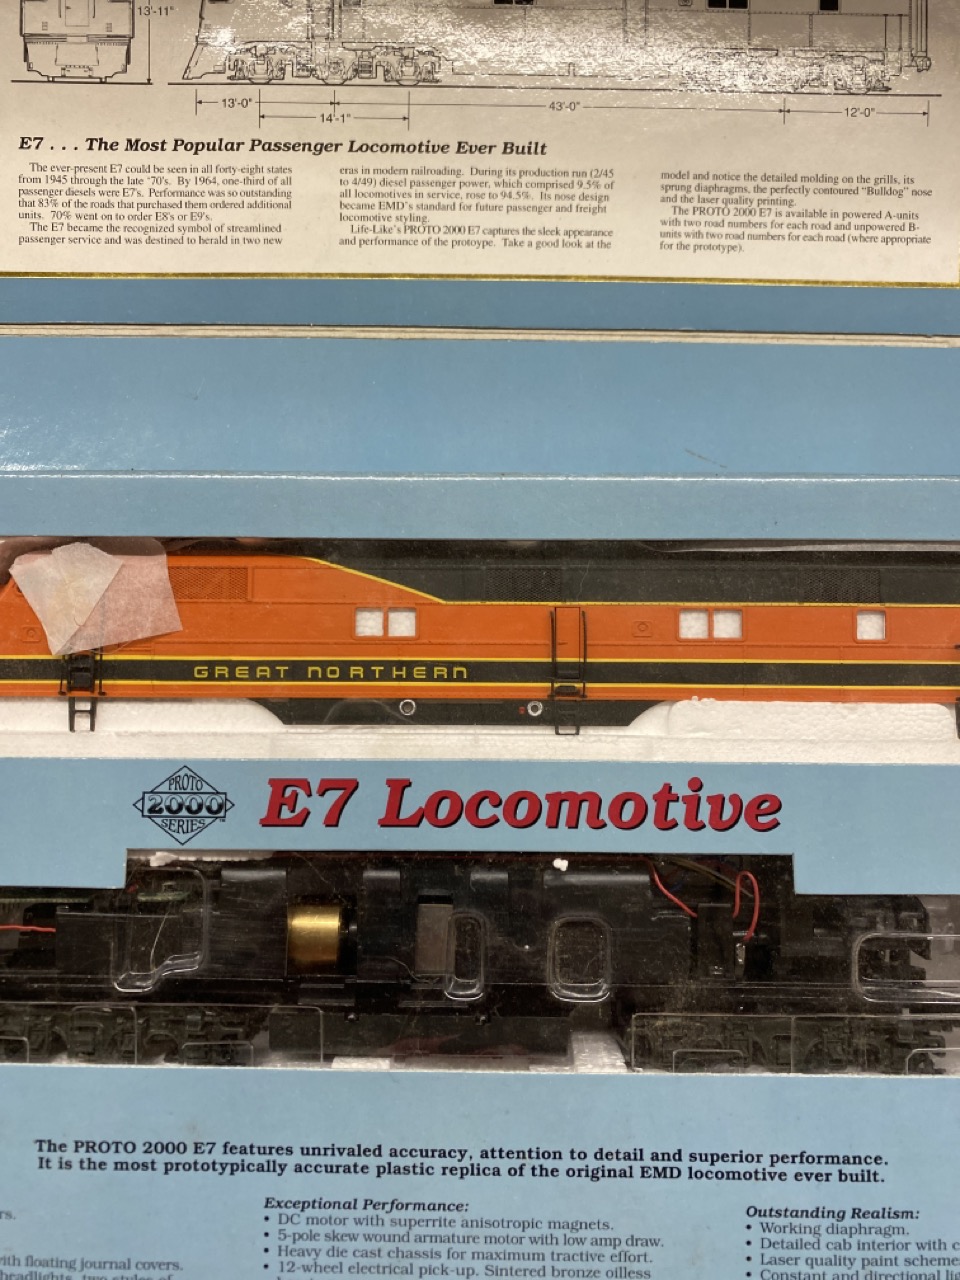 13'-11"
13'-0"
14'-1"
43'-0"
12'-0"
E7 . . . The Most Popular Passenger Locomotive Ever Built
The ever-present E7 could be seen in all forty-eight states
from 1945 through the late '70's. By 1964, one-third of all
passenger diesels were E7's. Performance was so outstanding
that 83% of the roads that purchased them ordered additional
units. 70% went on to order E8's or E9's.
The E7 became the recognized symbol of streamlined
passenger service and was destined to herald in two new
eras in modern railroading. During its production run (2/45
to 4/49) diesel passenger power, which comprised 9.5% of
all locomotives in service, rose to 94.5%. Its nose design
became EMD's standard for future passenger and freight
locomotive styling.
Life-Like's PROTO 2000 E7 captures the sleek appearance
and performance of the protoype. Take a good look at the
model and notice the detailed molding on the grills, its
sprung diaphragms, the perfectly contoured "Bulldog" nose
and the laser quality printing.
The PROTO 2000 E7 is available in powered A-units
with two road numbers for each road and unpowered B-
units with two road numbers for each road (where appropriate
for the prototype).
GREAT NORTHERN
PROTO
2000
SERIES
E7 Locomotive
The PROTO 2000 E7 features unrivaled accuracy, attention to detail and superior performance.
It is the most prototypically accurate plastic replica of the original EMD locomotive ever built.
rs.
with floating journal covers.
headlights, two styles of
Exceptional Performance:
• DC motor with superrite anisotropic magnets.
• 5-pole skew wound armature motor with low amp draw.
• Heavy die cast chassis for maximum tractive effort.
• 12-wheel electrical pick-up. Sintered bronze oilless
Outstanding Realism:
• Working diaphragm.
• Detailed cab interior with c
• Laser quality paint scheme
• Constant and directional lig